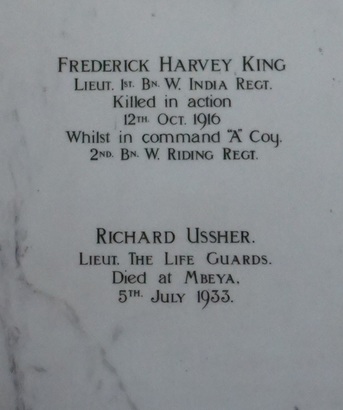 Frederick Harvey King
Lieut. 1st. Bn. W. India Regt.
Killed in action
12th. Oct. 1916
Whilst in command "A" Coy.
2nd. Bn. W. Riding Regt.
Richard Ussher.
Lieut. The Life Guards.
Died at Mbeya.
5th. July 1933.